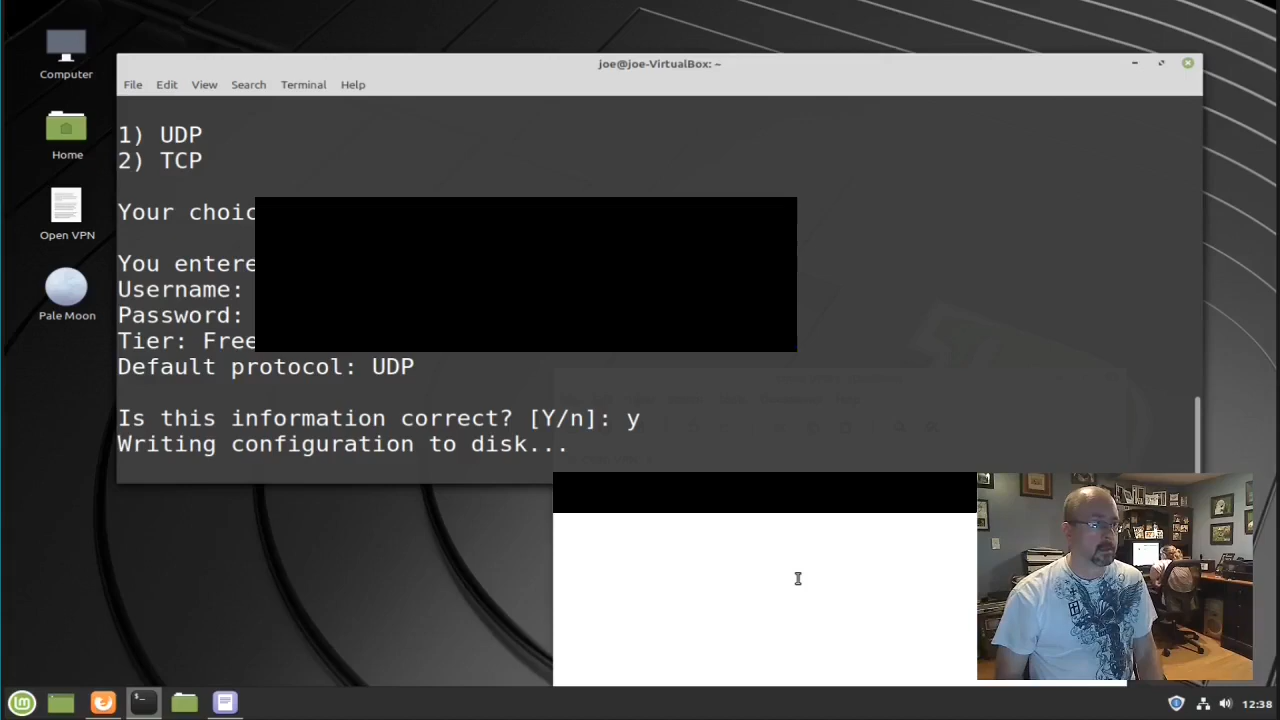 Computer
Home
Open VPN
Pale Moon
joe@joe-VirtualBox: ~
File Edit View Search Terminal Help
1) UDP
2) TCP
Your choic
You entere
Username:
Password:
Tier: Free
Default protocol: UDP
Is this information correct? [Y/n]: y
Writing configuration to disk...
12:38